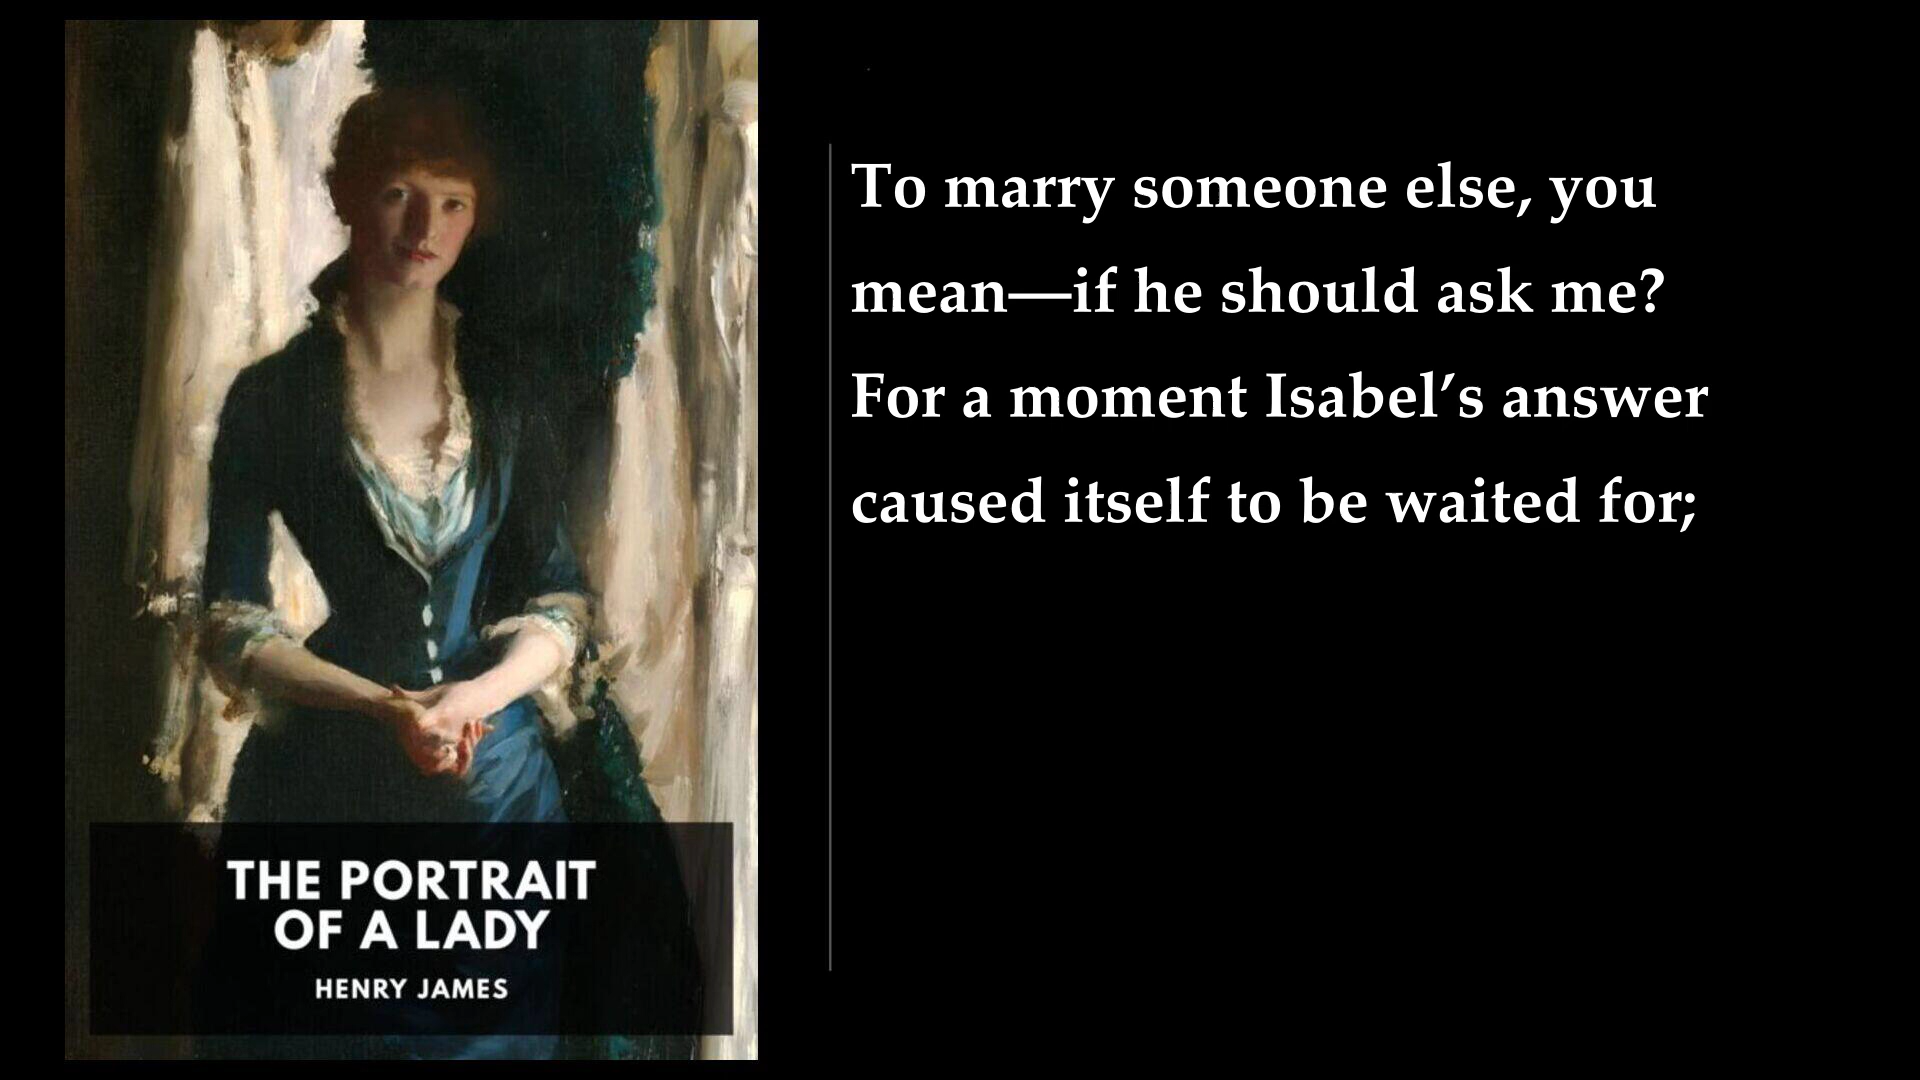 To marry someone else, you
mean—if he should ask me?
For a moment Isabel’s answer
caused itself to be waited for;
THE PORTRAIT
OF A LADY
HENRY JAMES